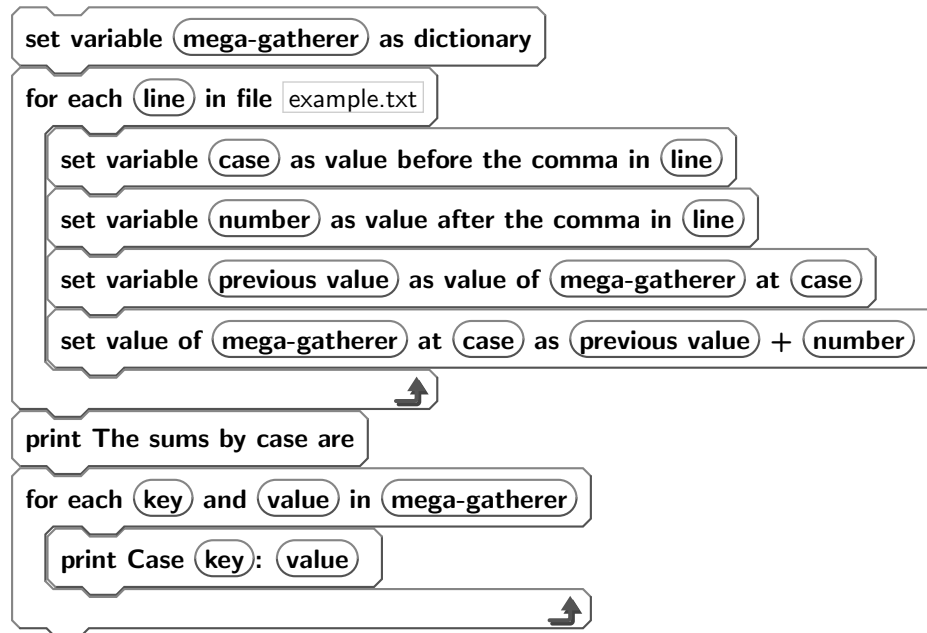 set variable mega-gatherer as dictionary
for each line in file example.txt
set variable case as value before the comma in line
set variable number as value after the comma in line
set variable previous value as value of mega-gatherer at case
set value of mega-gatherer at case as previous value + number
print The sums by case are
for each key and value in mega-gatherer
print Case key: value